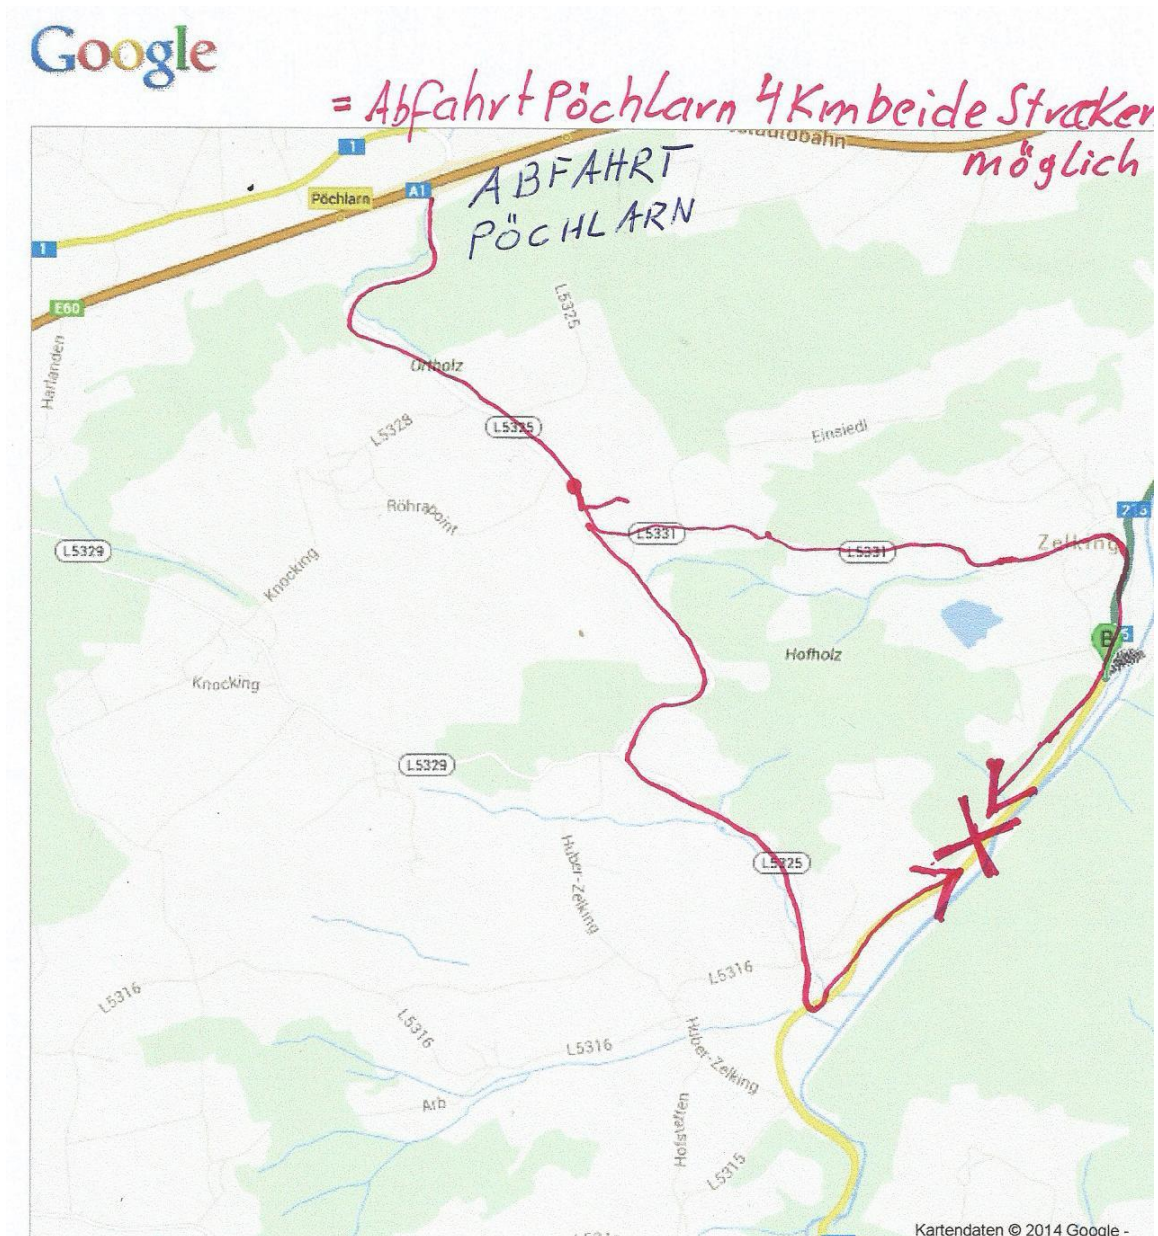 Google
= Abfahrt Pöchlarn 4 Km beide Strecken
möglich
1
A1
Pöchlarn
ABFAHRT
PÖCHLARN
1
E60
Harlanden
L5325
Ortholz
L5328
L5325
Einsiedl
Röhrapoint
L5331
L5331
Zelking
L5329
Knocking
B
Hofholz
Knocking
L5329
L5325
Huber-Zelking
L5316
L5316
L5316
L5316
Huber-Zelking
Arb
Hofstetten
L5315
Kartendaten © 2014 Google -